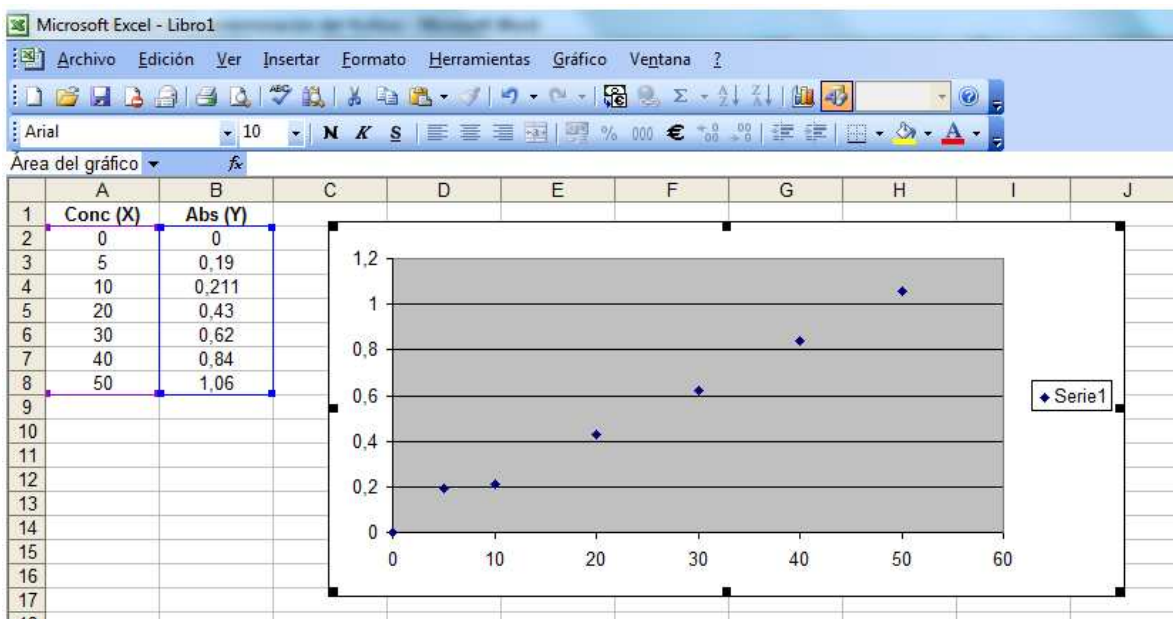 Microsoft Excel - Libro1
Archivo Edición Ver Insertar Formato Herramientas Gráfico Ventana ?
Arial 10 N K S % 000 €
Área del gráfico fx
A B C D E F G H I J
1 Conc (X) Abs (Y)
2 0 0
3 5 0,19
4 10 0,211
5 20 0,43
6 30 0,62
7 40 0,84
8 50 1,06
9
10
11
12
13
14
15
16
17
1,2
1
0,8
0,6
0,4
0,2
0
0 10 20 30 40 50 60
Serie1